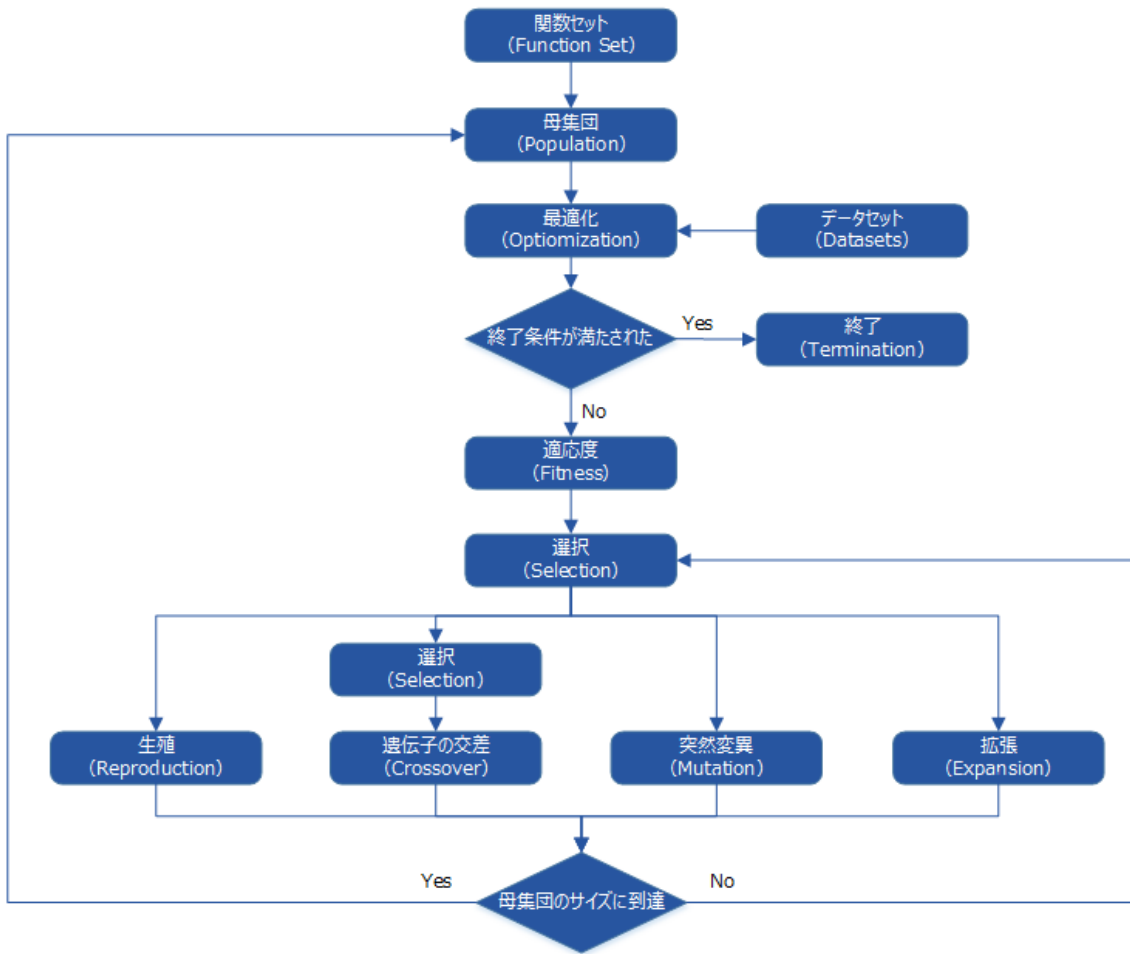 関数セット
（Function Set）
母集団
（Population）
最適化
（Optiomization）
データセット
（Datasets）
終了条件が満たされた
Yes
終了
（Termination）
No
適応度
（Fitness）
選択
（Selection）
選択
（Selection）
生殖
（Reproduction）
遺伝子の交差
（Crossover）
突然変異
（Mutation）
拡張
（Expansion）
Yes
母集団のサイズに到達
No